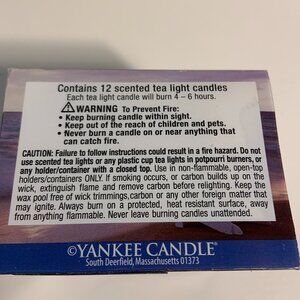 Contains 12 scented tea light candles
Each tea light candle will burn 4 – 6 hours.
⚠WARNING To Prevent Fire:
• Keep burning candle within sight.
• Keep out of the reach of children and pets.
• Never burn a candle on or near anything that
can catch fire.
CAUTION: Failure to follow instructions could result in a fire hazard. Do not
use scented tea lights or any plastic cup tea lights in potpourri burners, or
any holder/container with a closed top. Use in non-flammable, open-top
holders/containers ONLY. If smoking occurs, or carbon builds up on the
wick, extinguish flame and remove carbon before relighting. Keep the
wax pool free of wick trimmings, carbon or any other foreign matter that
may ignite. Always burn on a protected, heat resistant surface, away
from anything flammable. Never leave burning candles unattended.
©YANKEE CANDLE®
South Deerfield, Massachusetts 01373